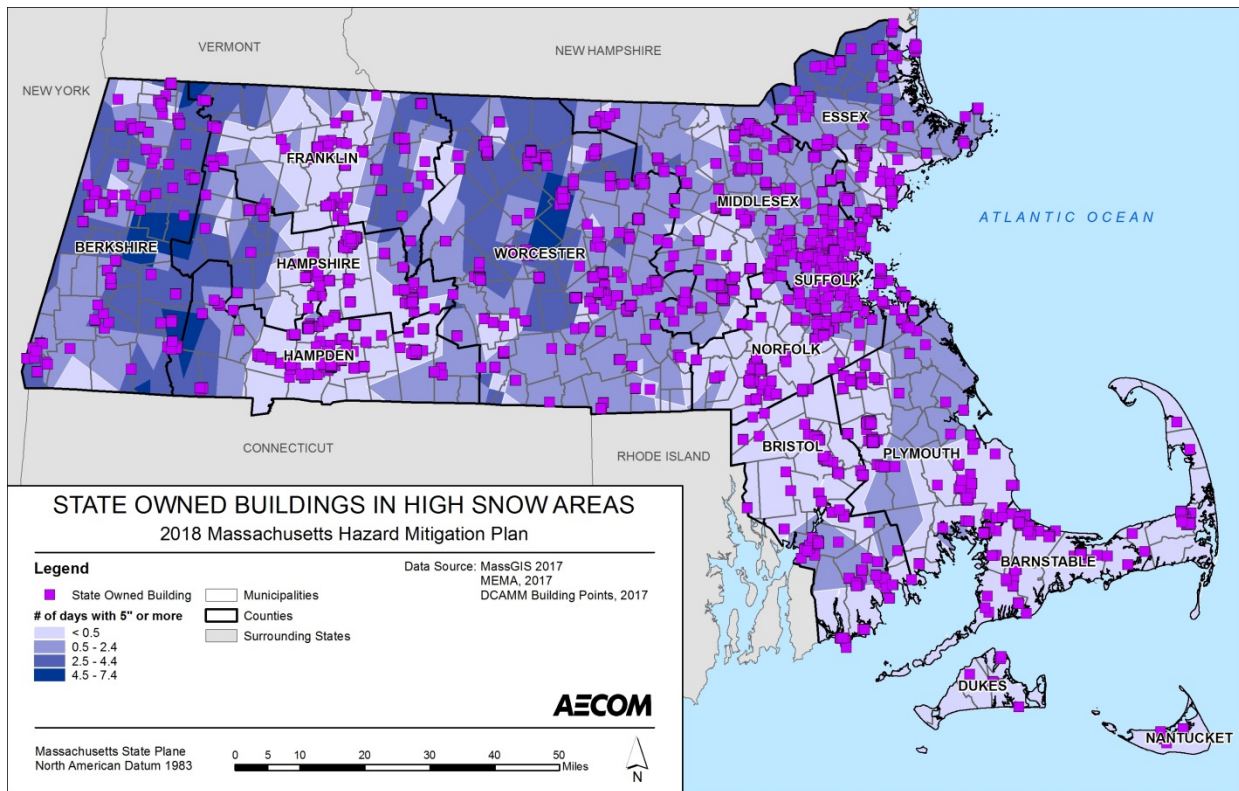 VERMONT
NEW HAMPSHIRE
NEW YORK
ESSEX
FRANKLIN
MIDDLESEX
ATLANTIC OCEAN
BERKSHIRE
WORCESTER
HAMPSHIRE
SUFFOLK
NORFOLK
HAMPDEN
CONNECTICUT
RHODE ISLAND
BRISTOL
PLYMOUTH
BARNSTABLE
DUKES
NANTUCKET
STATE OWNED BUILDINGS IN HIGH SNOW AREAS
2018 Massachusetts Hazard Mitigation Plan
Legend
State Owned Building
# of days with 5" or more
< 0.5
0.5 - 2.4
2.5 - 4.4
4.5 - 7.4
Municipalities
Counties
Surrounding States
Data Source: MassGIS 2017
MEMA, 2017
DCAMM Building Points, 2017
AECOM
Massachusetts State Plane
North American Datum 1983
0 5 10 20 30 40 50
Miles
N